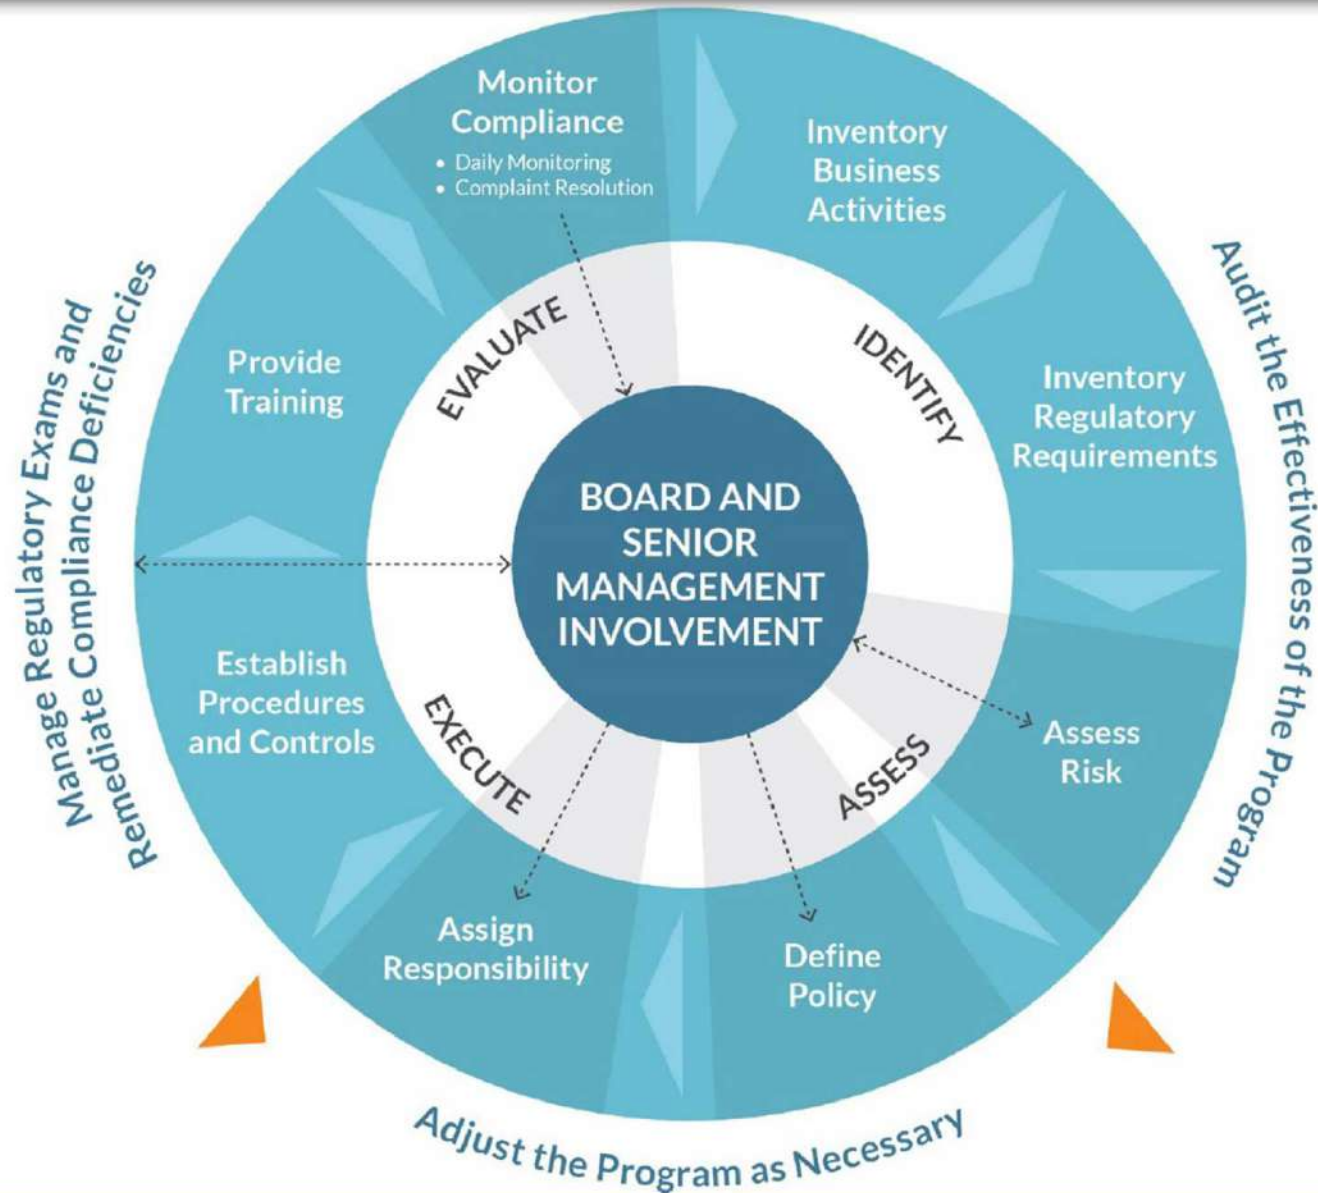 Monitor
Compliance
• Daily Monitoring
• Complaint Resolution
Inventory
Business
Activities
Inventory
Regulatory
Requirements
Assess
Risk
Define
Policy
Assign
Responsibility
Establish
Procedures
and Controls
Provide
Training
EVALUATE
IDENTIFY
ASSESS
EXECUTE
BOARD AND
SENIOR
MANAGEMENT
INVOLVEMENT
Audit the Effectiveness of the Program
Adjust the Program as Necessary
Manage Regulatory Exams and
Remediate Compliance Deficiencies